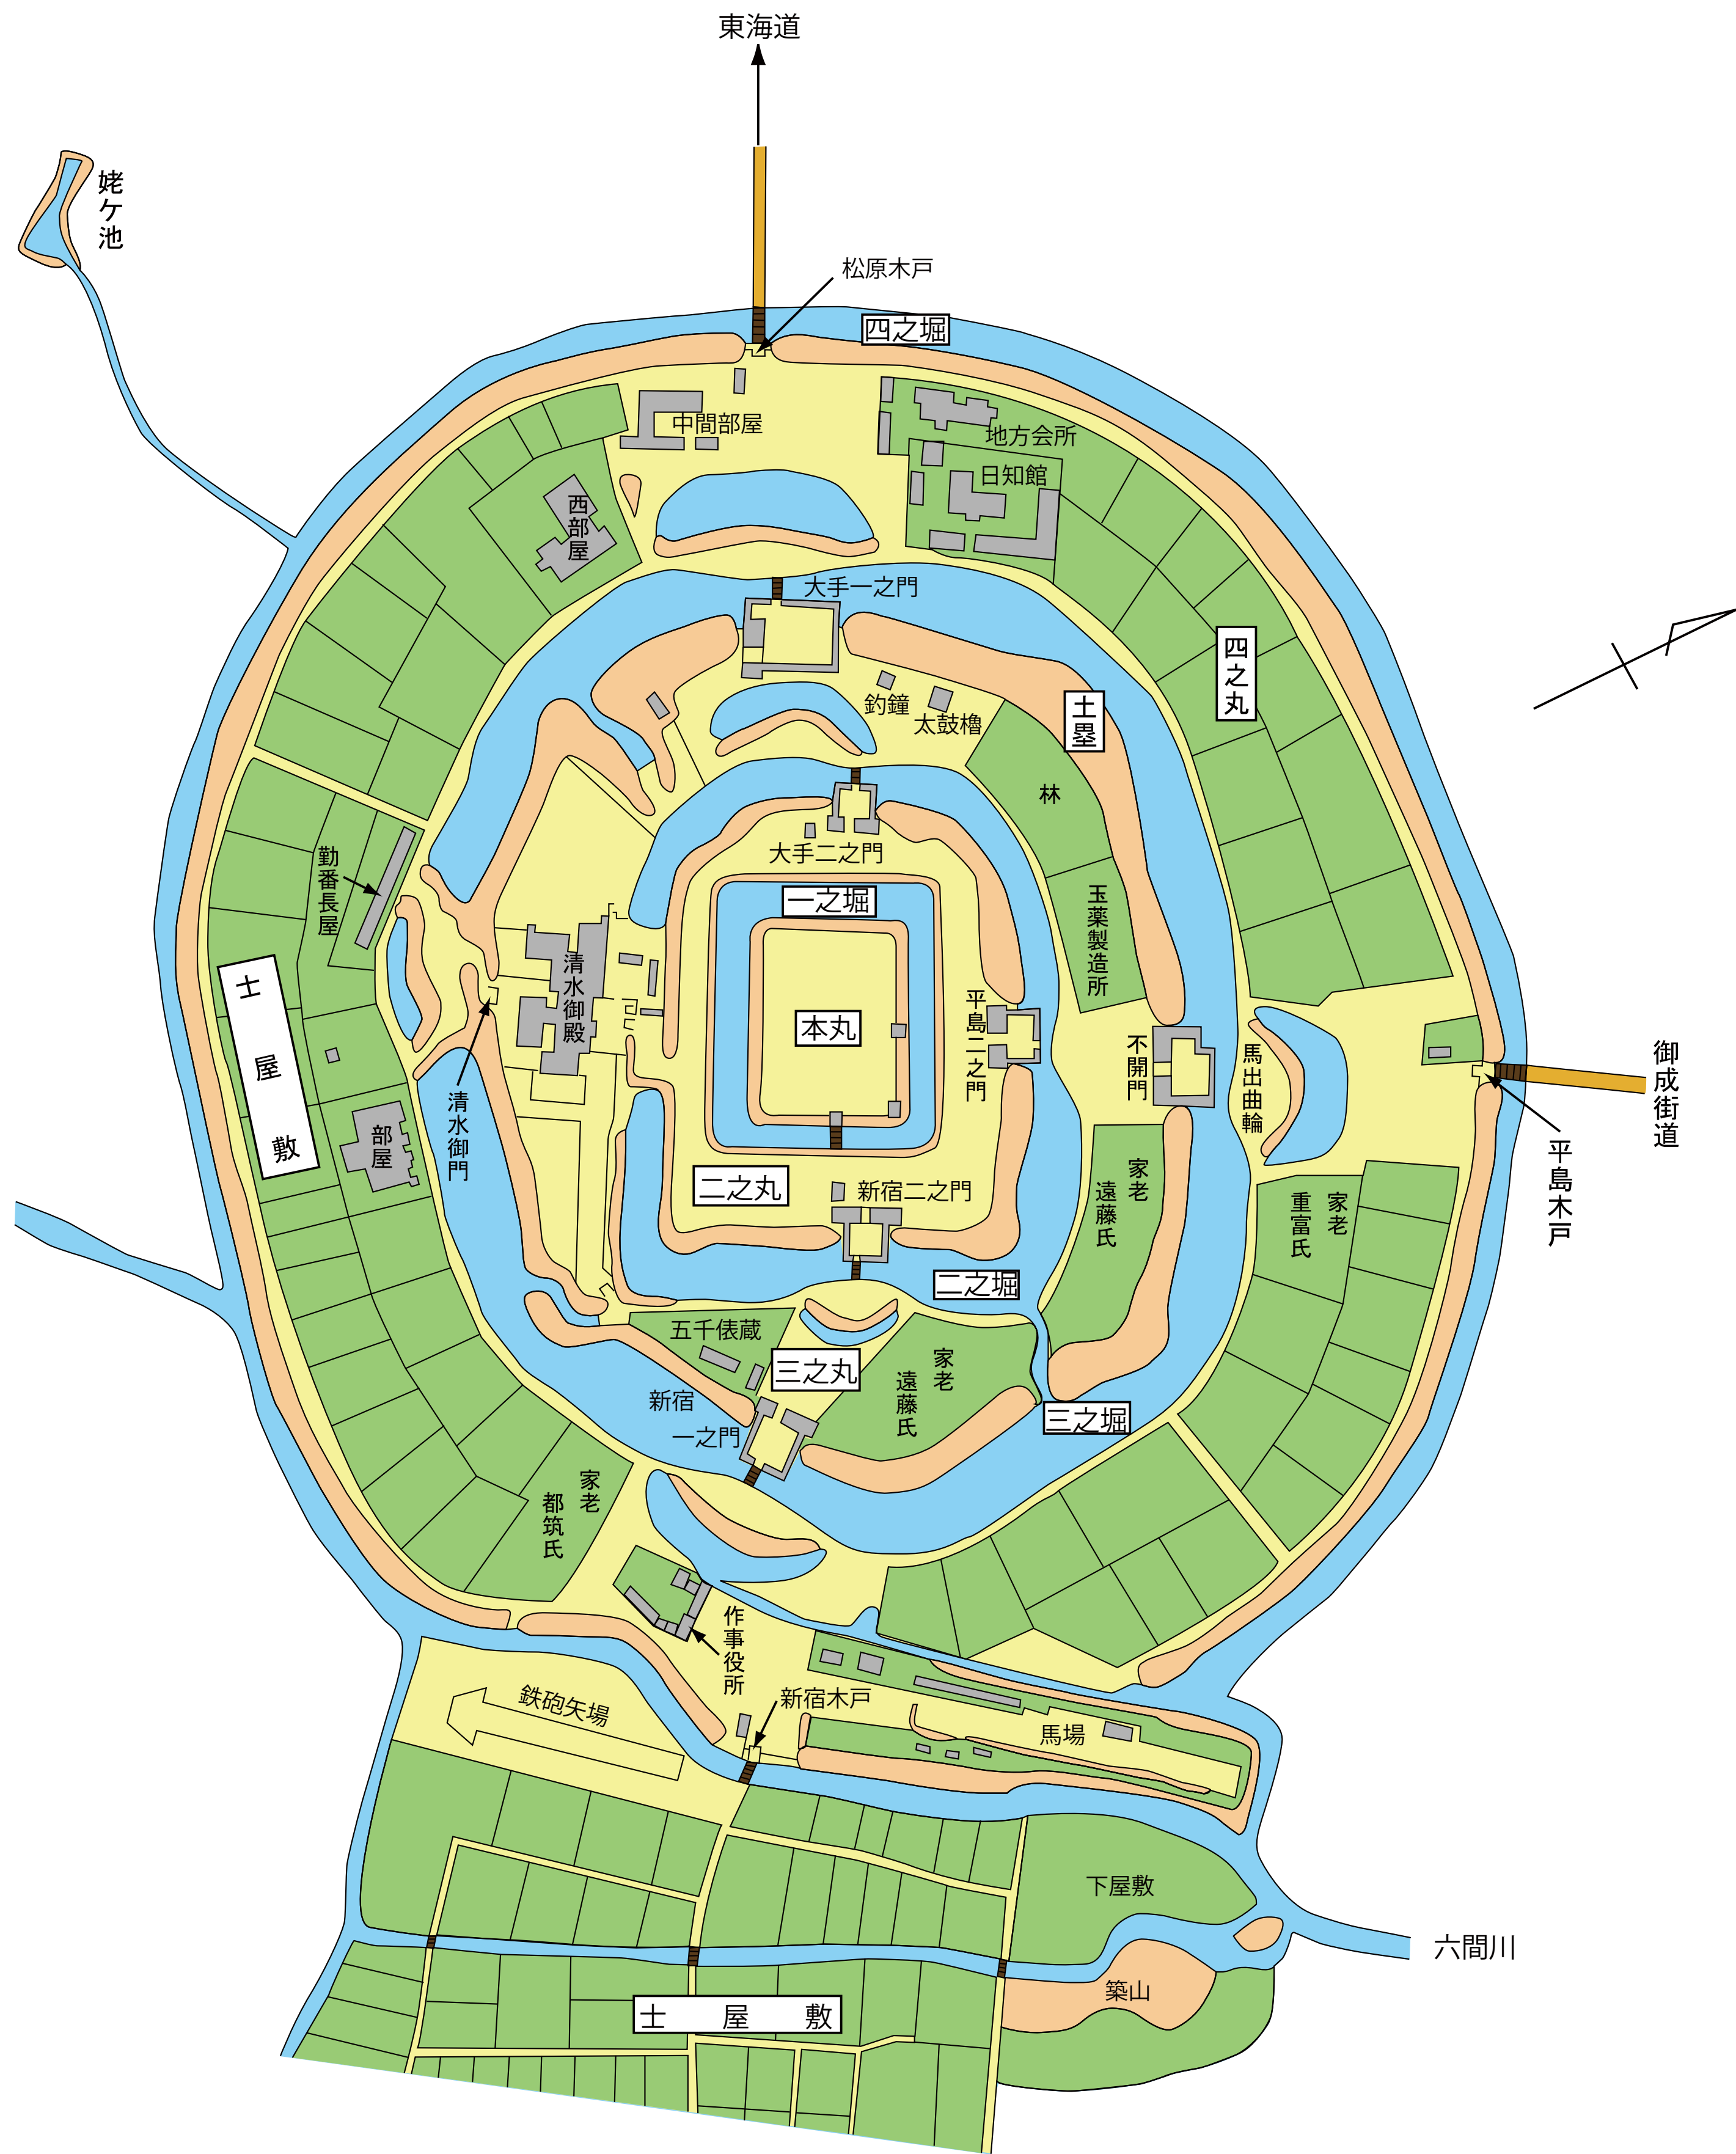 東海道
姥ケ池
松原木戸
四之堀
中間部屋
地方会所
日知館
西部屋
大手一之門
四之丸
釣鐘
太鼓櫓
土塁
林
大手二之門
勤番長屋
一之堀
玉薬製造所
清水御殿
士屋敷
本丸
平島二之門
不開門
馬出曲輪
御成街道
清水御門
部屋
平島木戸
二之丸
新宿二之門
家老
遠藤氏
家老
重富氏
二之堀
五千俵蔵
三之丸
家老
遠藤氏
新宿
一之門
三之堀
家老
都筑氏
作事役所
鉄砲矢場
新宿木戸
馬場
下屋敷
六間川
築山
士屋敷